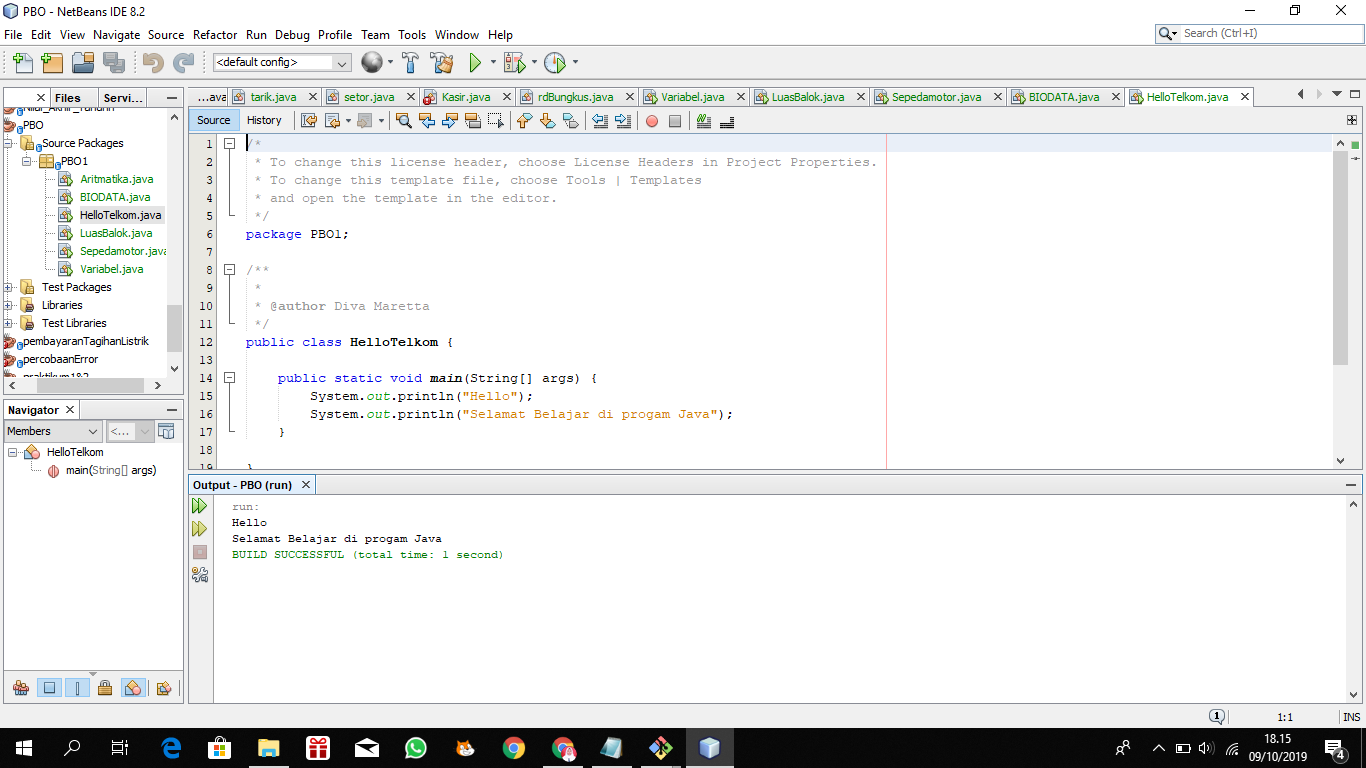 PBO - NetBeans IDE 8.2
File Edit View Navigate Source Refactor Run Debug Profile Team Tools Window Help
Search (Ctrl+I)
<default config>
Files Servi...
...ava tarik.java setor.java Kasir.java rdBungkus.java Variabel.java LuasBalok.java Sepedamotor.java BIODATA.java HelloTelkom.java
Source History
PBO
Source Packages
PBO1
Aritmatika.java
BIODATA.java
HelloTelkom.java
LuasBalok.java
Sepedamotor.java
Variabel.java
Test Packages
Libraries
Test Libraries
pembayaranTagihanListrik
percobaanError
praktikum1&2
1 /*
2 * To change this license header, choose License Headers in Project Properties.
3 * To change this template file, choose Tools | Templates
4 * and open the template in the editor.
5 */
6 package PBO1;
7
8 /**
9 *
10 * @author Diva Maretta
11 */
12 public class HelloTelkom {
13
14 public static void main(String[] args) {
15 System.out.println("Hello");
16 System.out.println("Selamat Belajar di progam Java");
17 }
18
19 }
Navigator
Members <...
HelloTelkom
main(String[] args)
Output - PBO (run)
run:
Hello
Selamat Belajar di progam Java
BUILD SUCCESSFUL (total time: 1 second)
1 1:1 INS
18.15
09/10/2019
4